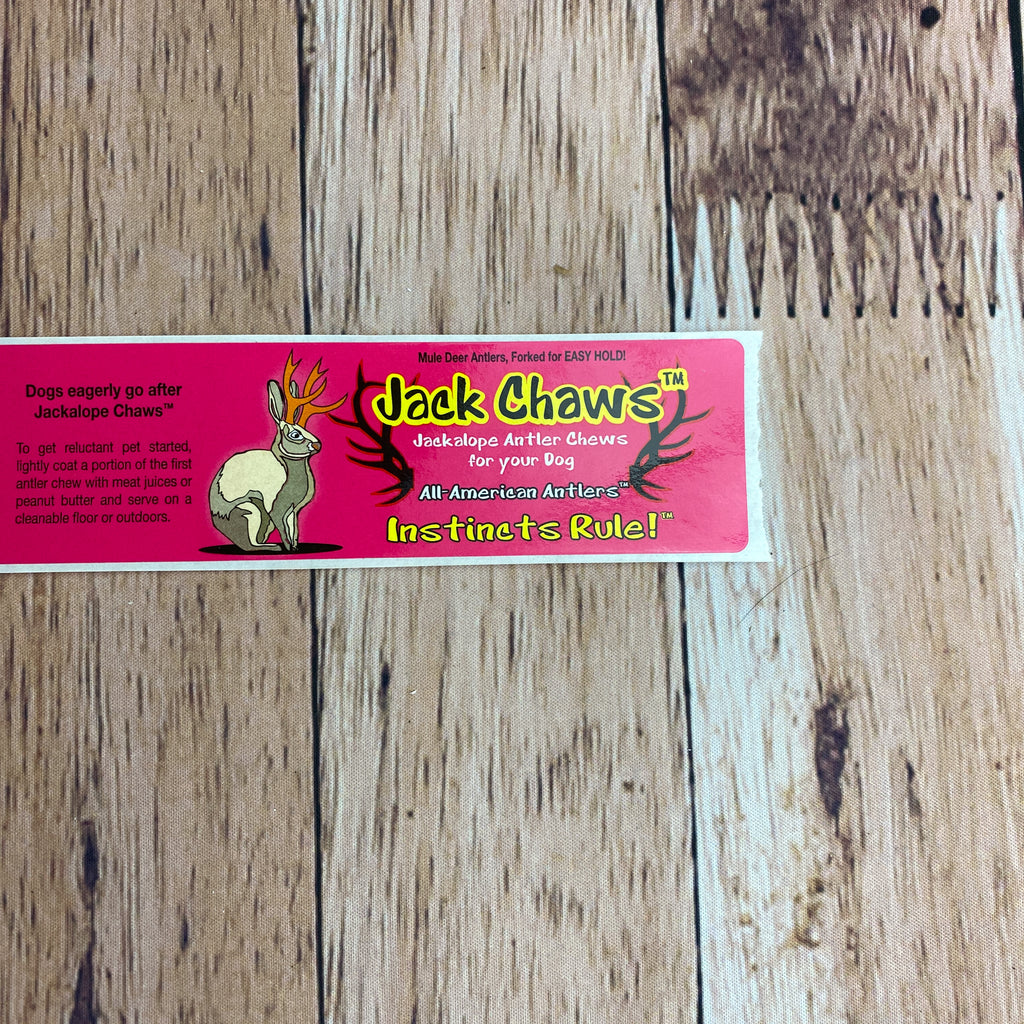 Dogs eagerly go after
Jackalope Chaws™
To get reluctant pet started,
lightly coat a portion of the first
antler chew with meat juices or
peanut butter and serve on a
cleanable floor or outdoors.
Mule Deer Antlers, Forked for EASY HOLD!
Jack Chaws™
Jackalope Antler Chews
for your Dog
All-American Antlers™
Instincts Rule!™